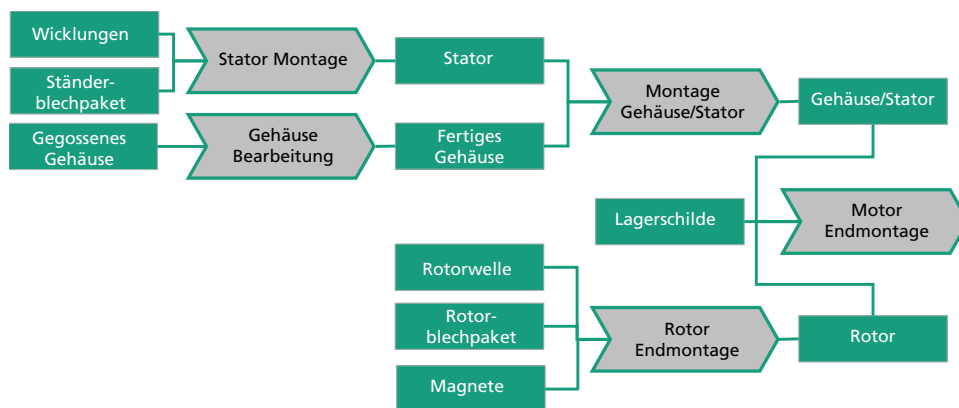 Wicklungen
Ständer-
blechpaket
Stator Montage
Stator
Gegossenes
Gehäuse
Gehäuse
Bearbeitung
Fertiges
Gehäuse
Montage
Gehäuse/Stator
Gehäuse/Stator
Lagerschilde
Motor
Endmontage
Rotorwelle
Rotor-
blechpaket
Magnete
Rotor
Endmontage
Rotor